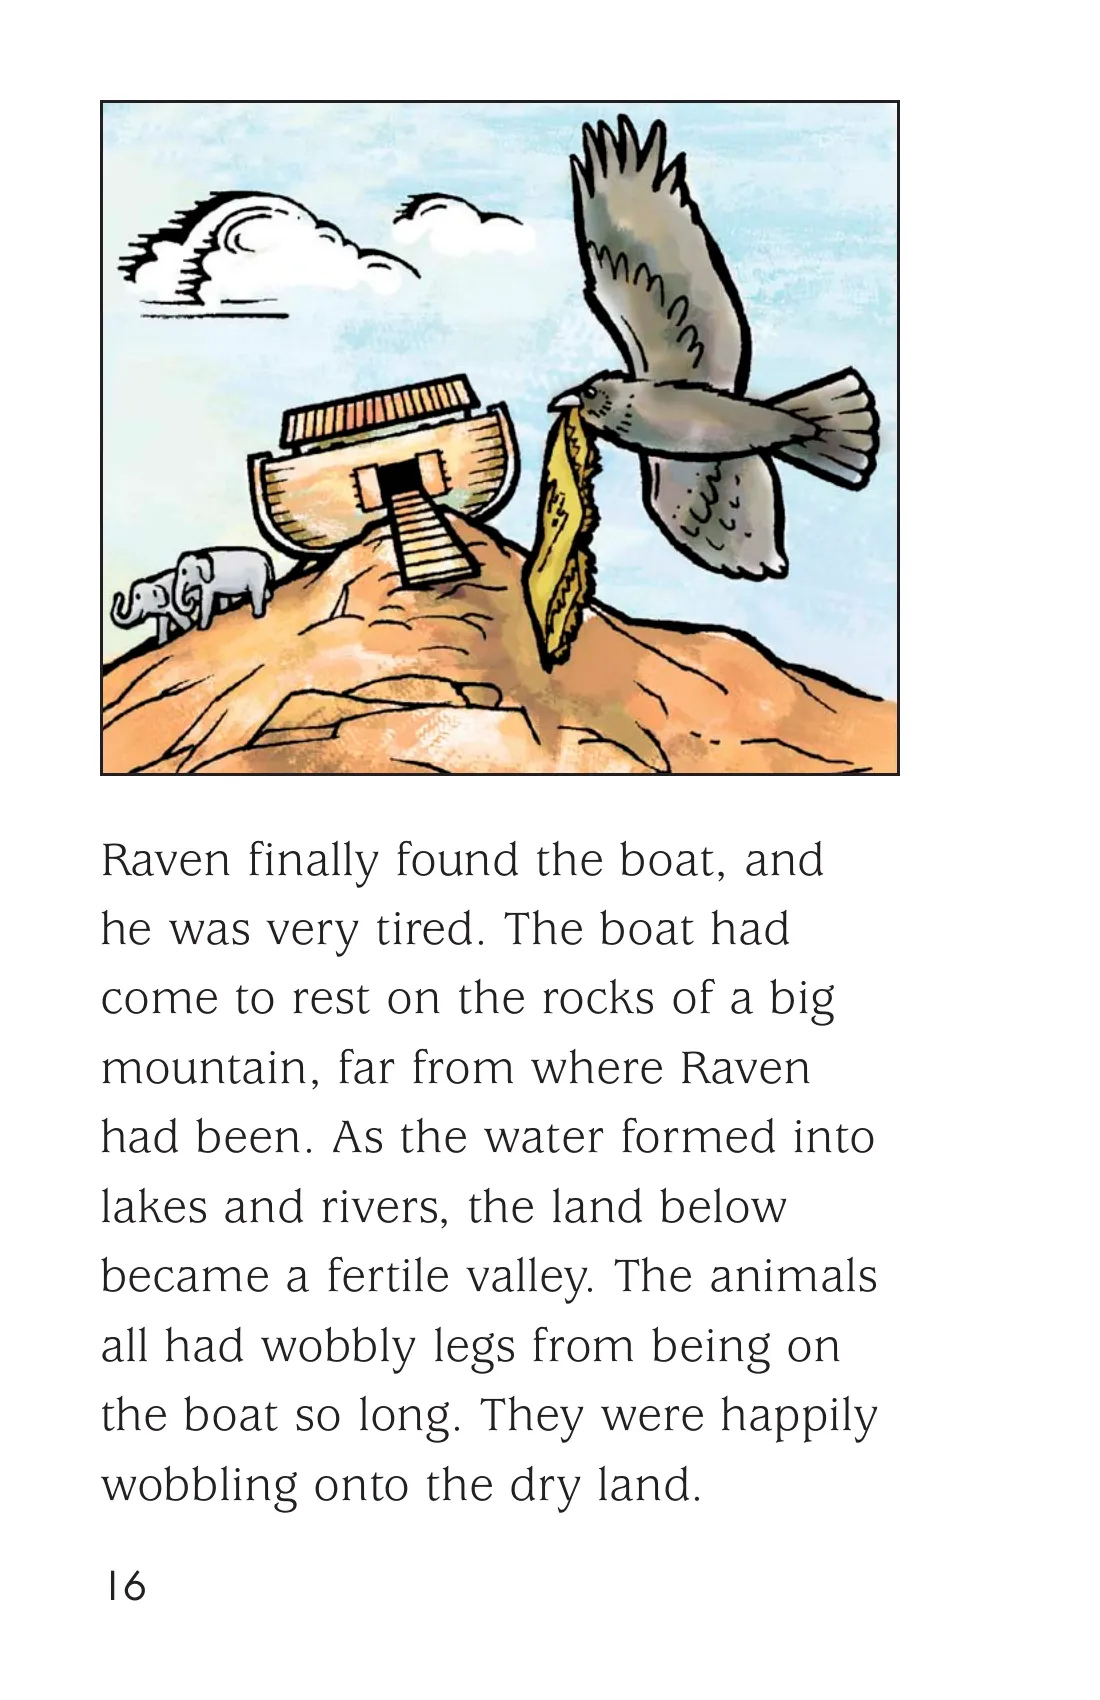 Raven finally found the boat, and
he was very tired. The boat had
come to rest on the rocks of a big
mountain, far from where Raven
had been. As the water formed into
lakes and rivers, the land below
became a fertile valley. The animals
all had wobbly legs from being on
the boat so long. They were happily
wobbling onto the dry land.
16